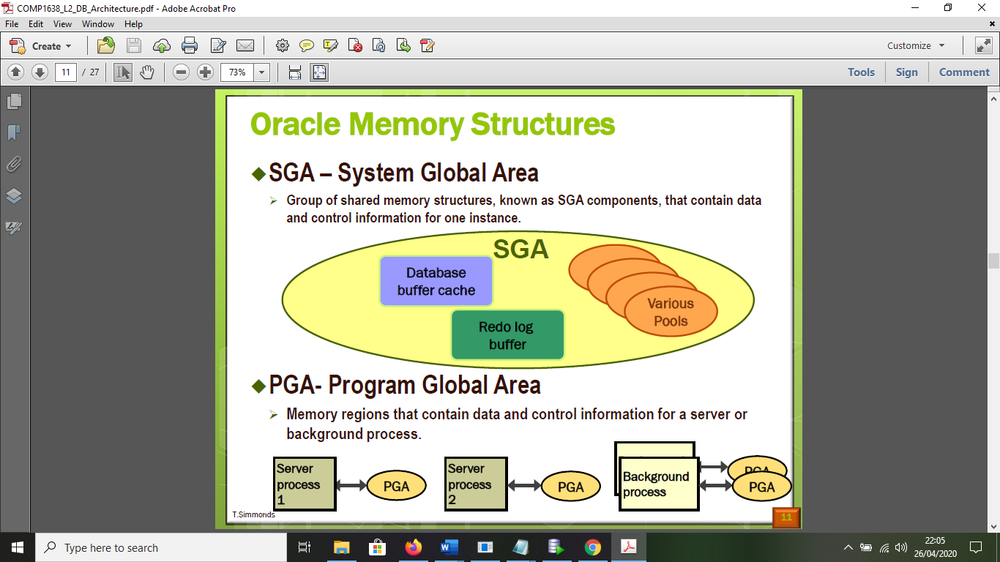 COMP1638_L2_DB_Architecture.pdf - Adobe Acrobat Pro
File Edit View Window Help
Create Customize
11 / 27 73% Tools Sign Comment
Oracle Memory Structures
SGA – System Global Area
Group of shared memory structures, known as SGA components, that contain data
and control information for one instance.
SGA
Database
buffer cache
Various
Pools
Redo log
buffer
PGA- Program Global Area
Memory regions that contain data and control information for a server or
background process.
Server
process
1
PGA
Server
process
2
PGA
Background
process
PGA
PGA
T.Simmonds
11
Type here to search
22:05
26/04/2020